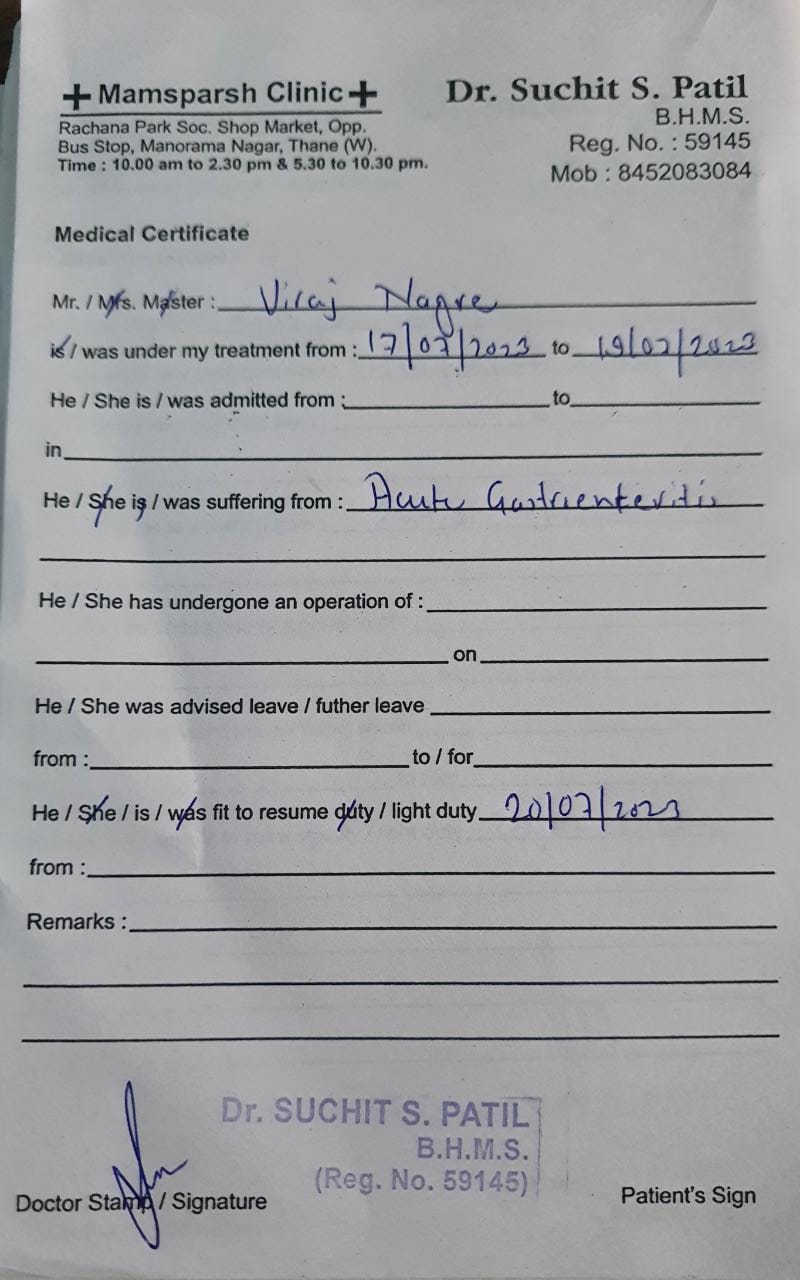 + Mamsparsh Clinic +
Rachana Park Soc. Shop Market, Opp.
Bus Stop, Manorama Nagar, Thane (W).
Time : 10.00 am to 2.30 pm & 5.30 to 10.30 pm.
Dr. Suchit S. Patil
B.H.M.S.
Reg. No. : 59145
Mob : 8452083084
Medical Certificate
Mr. / Mrs. Master : Viraj Nagre
is / was under my treatment from : 17/07/2023 to 19/07/2023
He / She is / was admitted from : to
in
He / She is / was suffering from : Acute Gastrienteritis
He / She has undergone an operation of :
on
He / She was advised leave / futher leave
from : to / for
He / She / is / was fit to resume duty / light duty 20/07/2023
from :
Remarks :
Dr. SUCHIT S. PATIL
B.H.M.S.
(Reg. No. 59145)
Doctor Stamp / Signature Patient's Sign